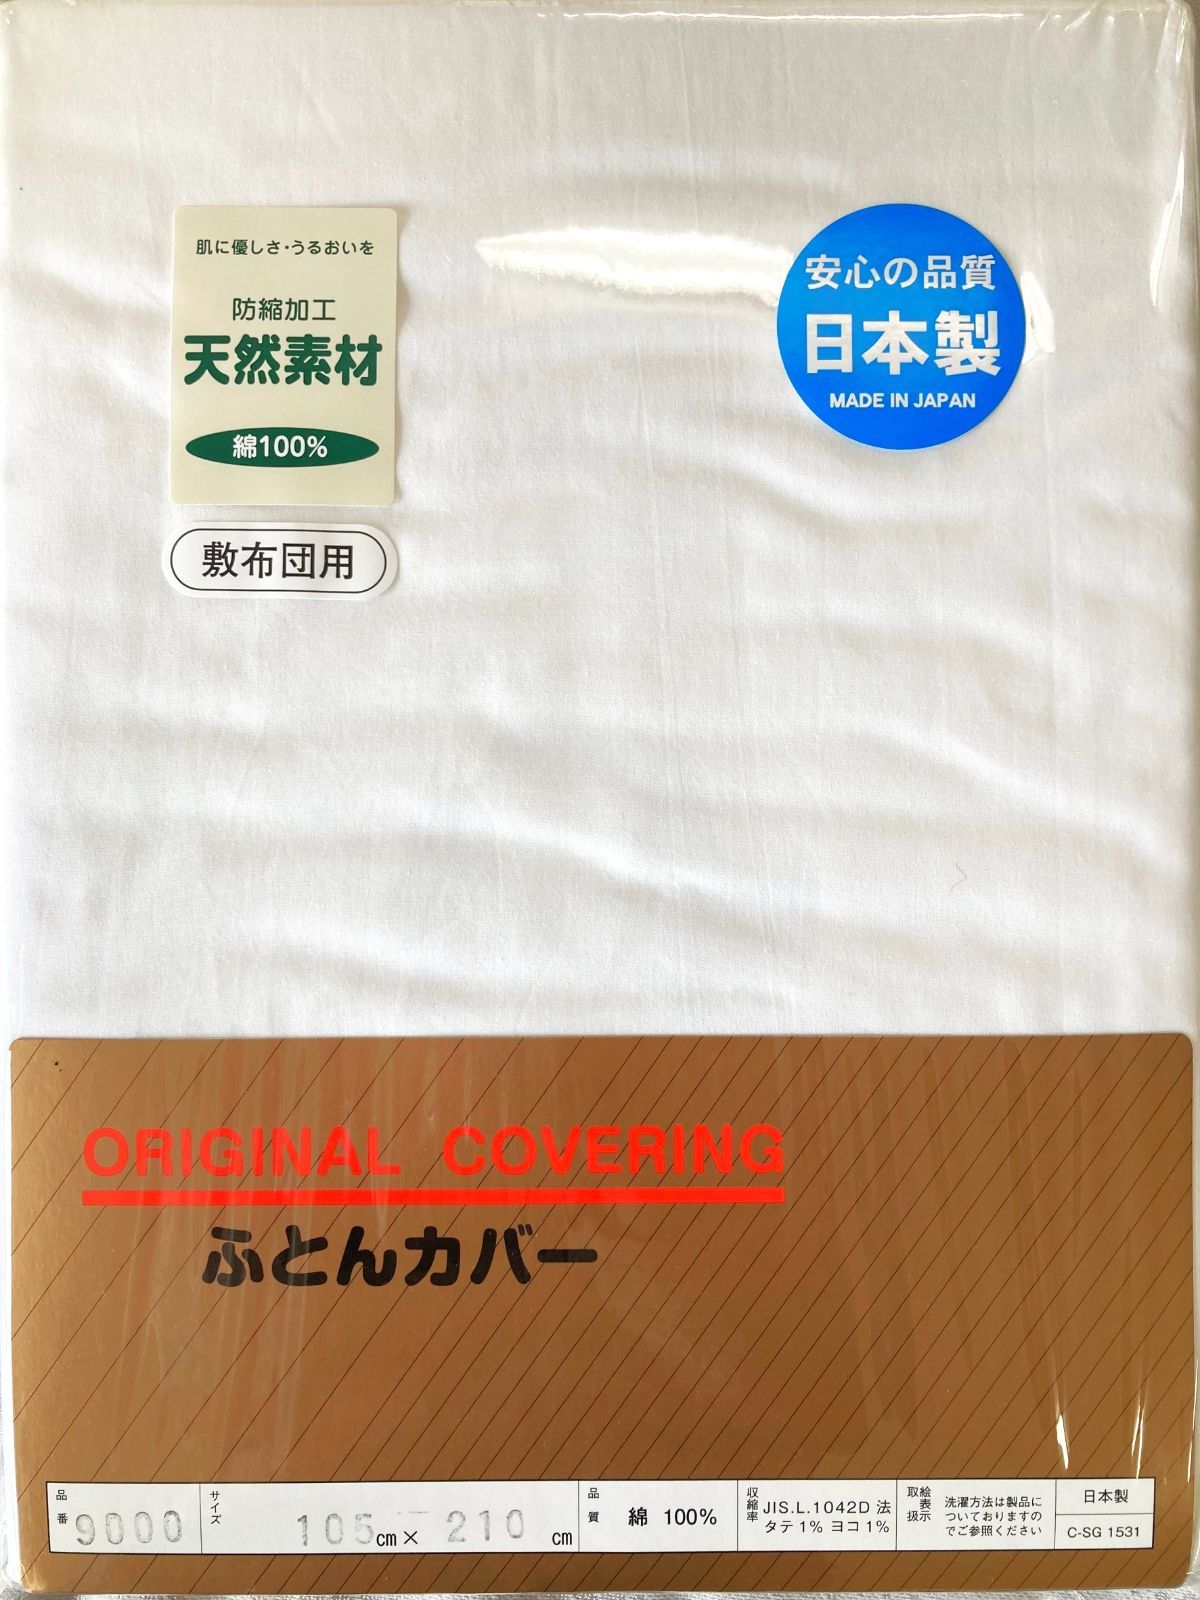 肌に優しさ・うるおいを
防縮加工
天然素材
綿100%
敷布団用
安心の品質
日本製
MADE IN JAPAN
ORIGINAL COVERING
ふとんカバー
品番 9000
サイズ 105cm × 210cm
品質 綿 100%
収縮率 JIS.L.1042D 法
タテ1% ヨコ1%
取扱絵表示 洗濯方法は製品に
ついておりますの
でご参照ください
日本製
C-SG 1531